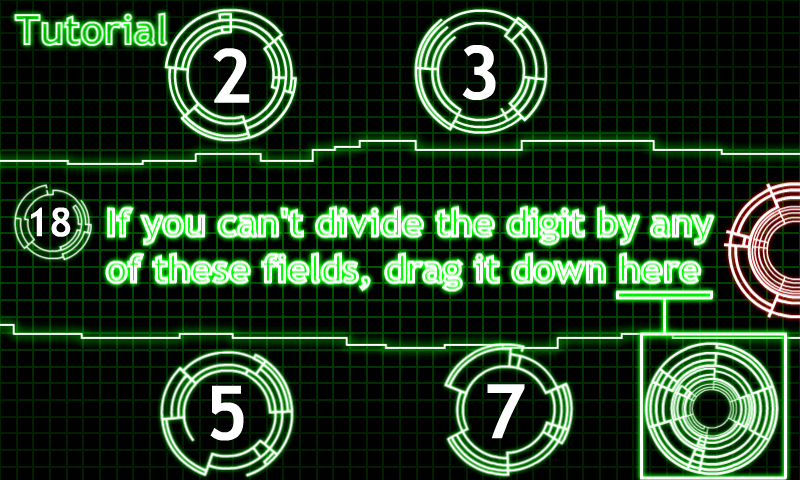 Tutorial
2
3
18
If you can't divide the digit by any
of these fields, drag it down here
5
7